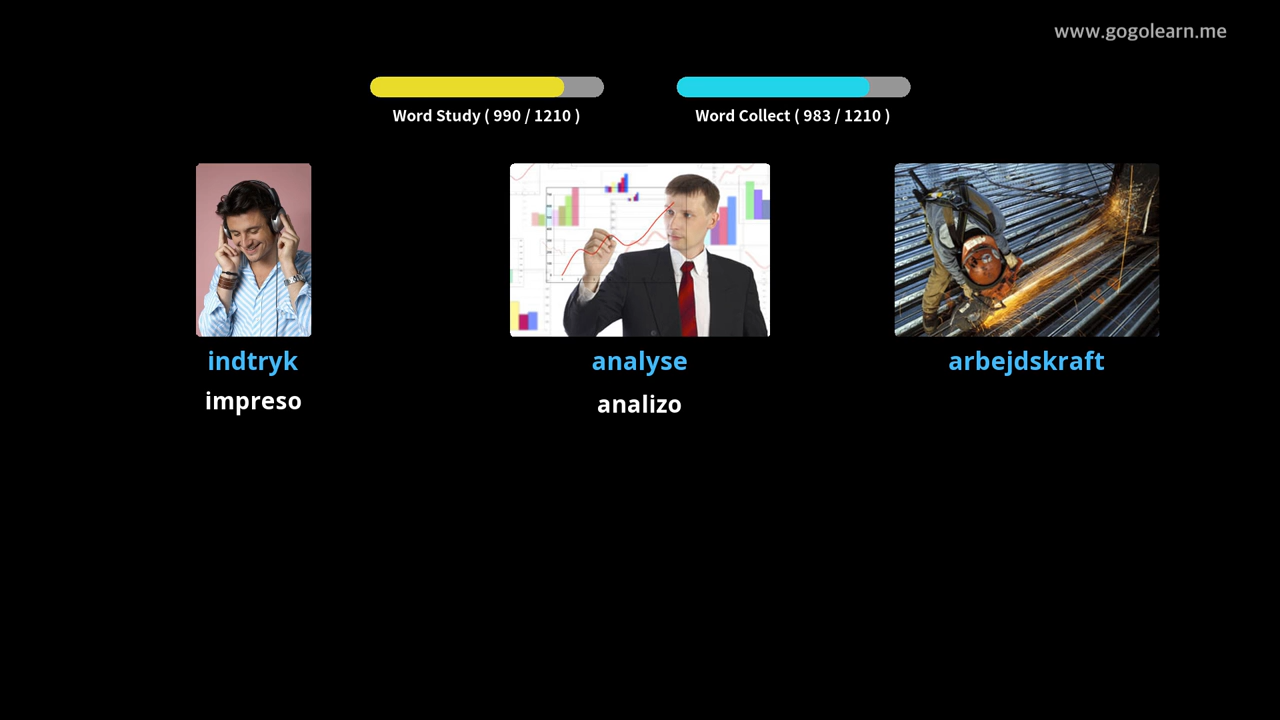 www.gogolearn.me
Word Study ( 990 / 1210 )
Word Collect ( 983 / 1210 )
indtryk
analyse
arbejdskraft
impreso
analizo